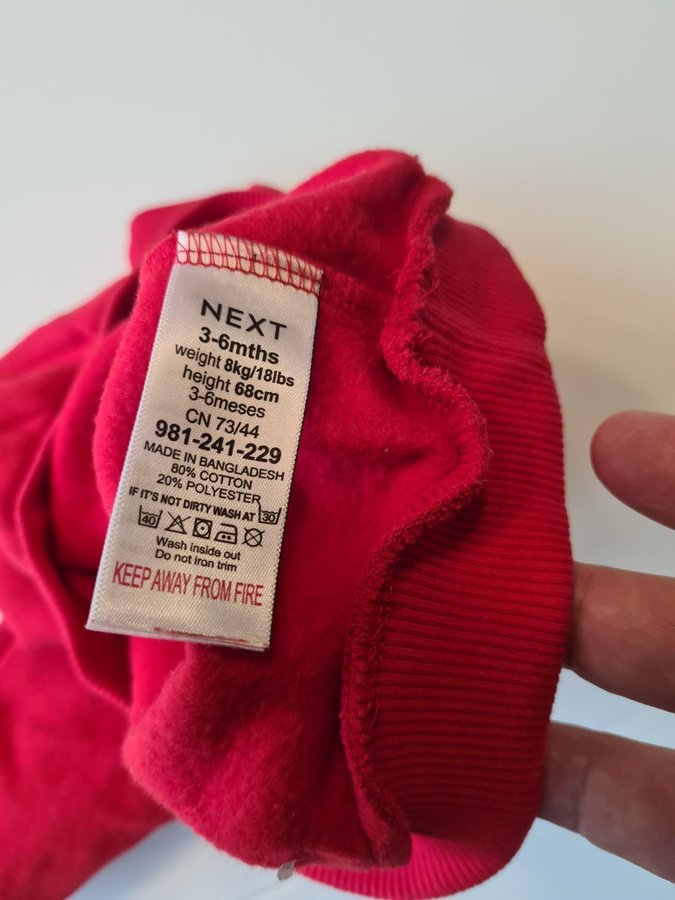 NEXT
3-6mths
weight 8kg/18lbs
height 68cm
3-6meses
CN 73/44
981-241-229
MADE IN BANGLADESH
80% COTTON
20% POLYESTER
IF IT'S NOT DIRTY WASH AT 30
40
Wash inside out
Do not iron trim
KEEP AWAY FROM FIRE